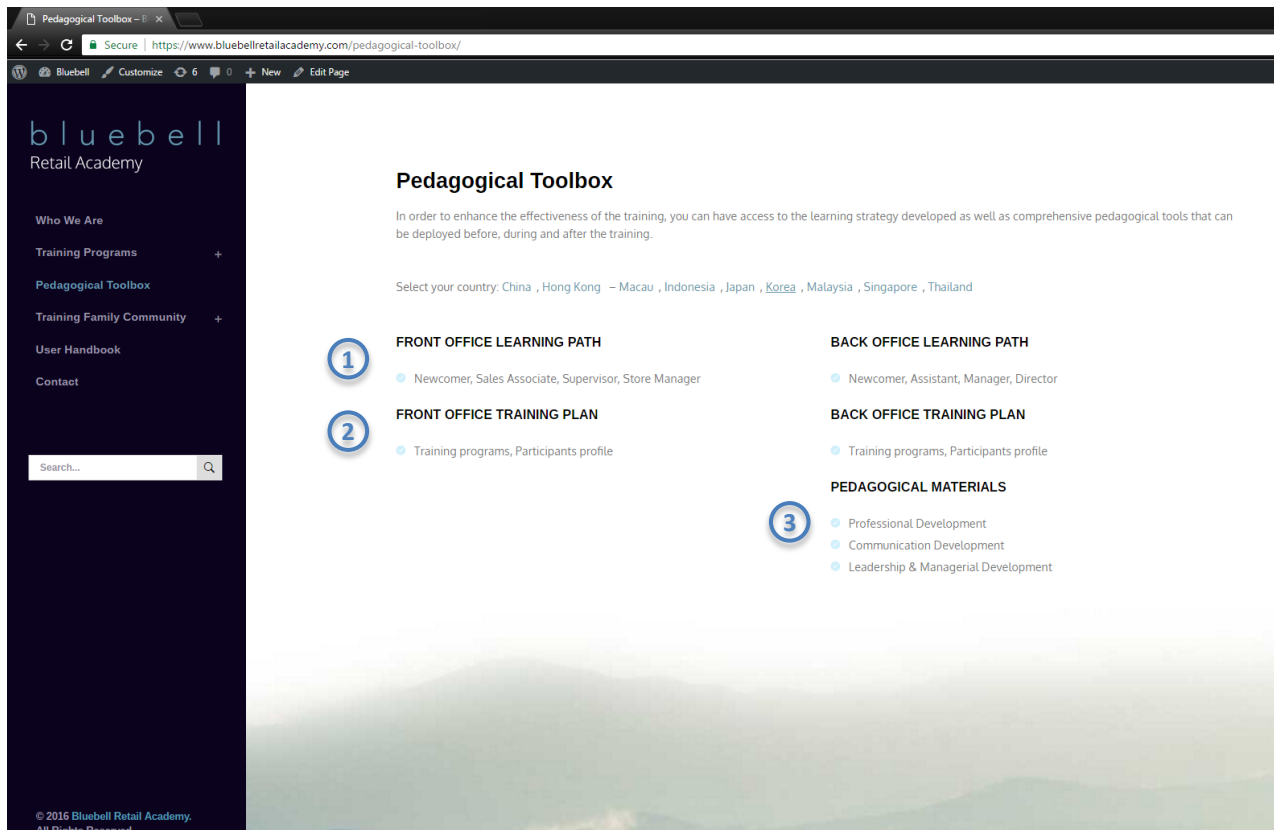 Pedagogical Toolbox – B
Secure | https://www.bluebellretailacademy.com/pedagogical-toolbox/
Bluebell Customize 6 0 New Edit Page
bluebell
Retail Academy
Who We Are
Training Programs +
Pedagogical Toolbox
Training Family Community +
User Handbook
Contact
Search...
© 2016 Bluebell Retail Academy.
All Rights Reserved
Pedagogical Toolbox
In order to enhance the effectiveness of the training, you can have access to the learning strategy developed as well as comprehensive pedagogical tools that can
be deployed before, during and after the training.
Select your country: China , Hong Kong – Macau , Indonesia , Japan , Korea , Malaysia , Singapore , Thailand
1
FRONT OFFICE LEARNING PATH
Newcomer, Sales Associate, Supervisor, Store Manager
2
FRONT OFFICE TRAINING PLAN
Training programs, Participants profile
BACK OFFICE LEARNING PATH
Newcomer, Assistant, Manager, Director
BACK OFFICE TRAINING PLAN
Training programs, Participants profile
PEDAGOGICAL MATERIALS
3
Professional Development
Communication Development
Leadership & Managerial Development